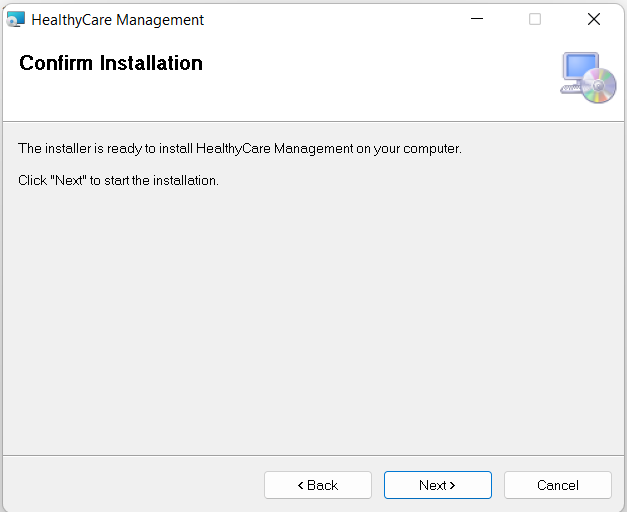 HealthyCare Management
Confirm Installation
The installer is ready to install HealthyCare Management on your computer.
Click "Next" to start the installation.
< Back
Next >
Cancel